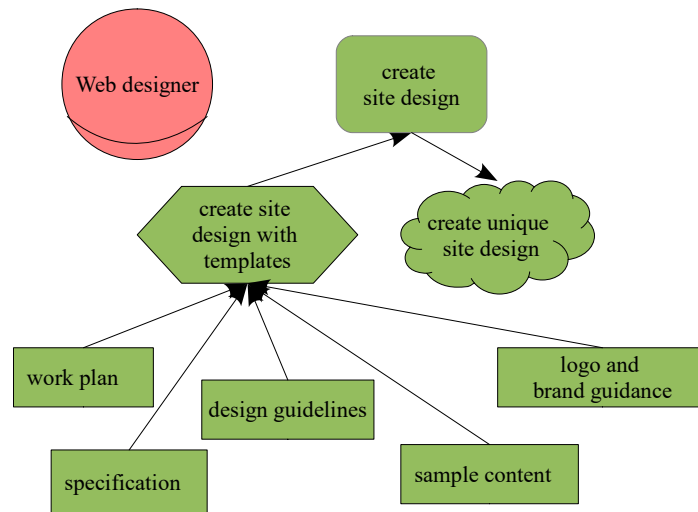 Web designer
create
site design
create site
design with
templates
create unique
site design
work plan
design guidelines
logo and
brand guidance
specification
sample content